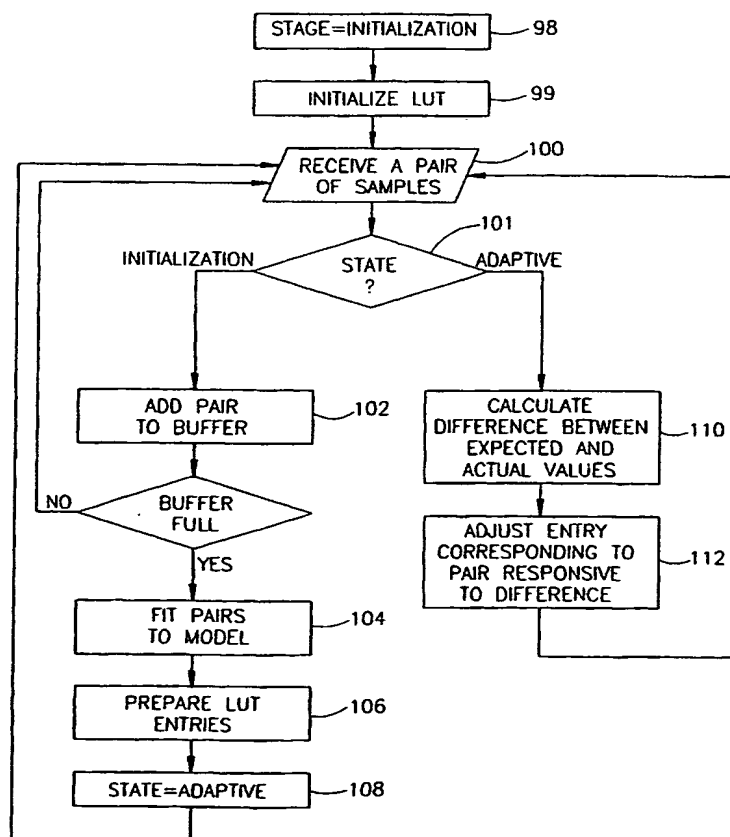 STAGE=INITIALIZATION
98
INITIALIZE LUT
99
RECEIVE A PAIR
OF SAMPLES
100
101
INITIALIZATION
STATE
?
ADAPTIVE
ADD PAIR
TO BUFFER
102
CALCULATE
DIFFERENCE BETWEEN
EXPECTED AND
ACTUAL VALUES
110
NO
BUFFER
FULL
YES
ADJUST ENTRY
CORRESPONDING TO
PAIR RESPONSIVE
TO DIFFERENCE
112
FIT PAIRS
TO MODEL
104
PREPARE LUT
ENTRIES
106
STATE=ADAPTIVE
108